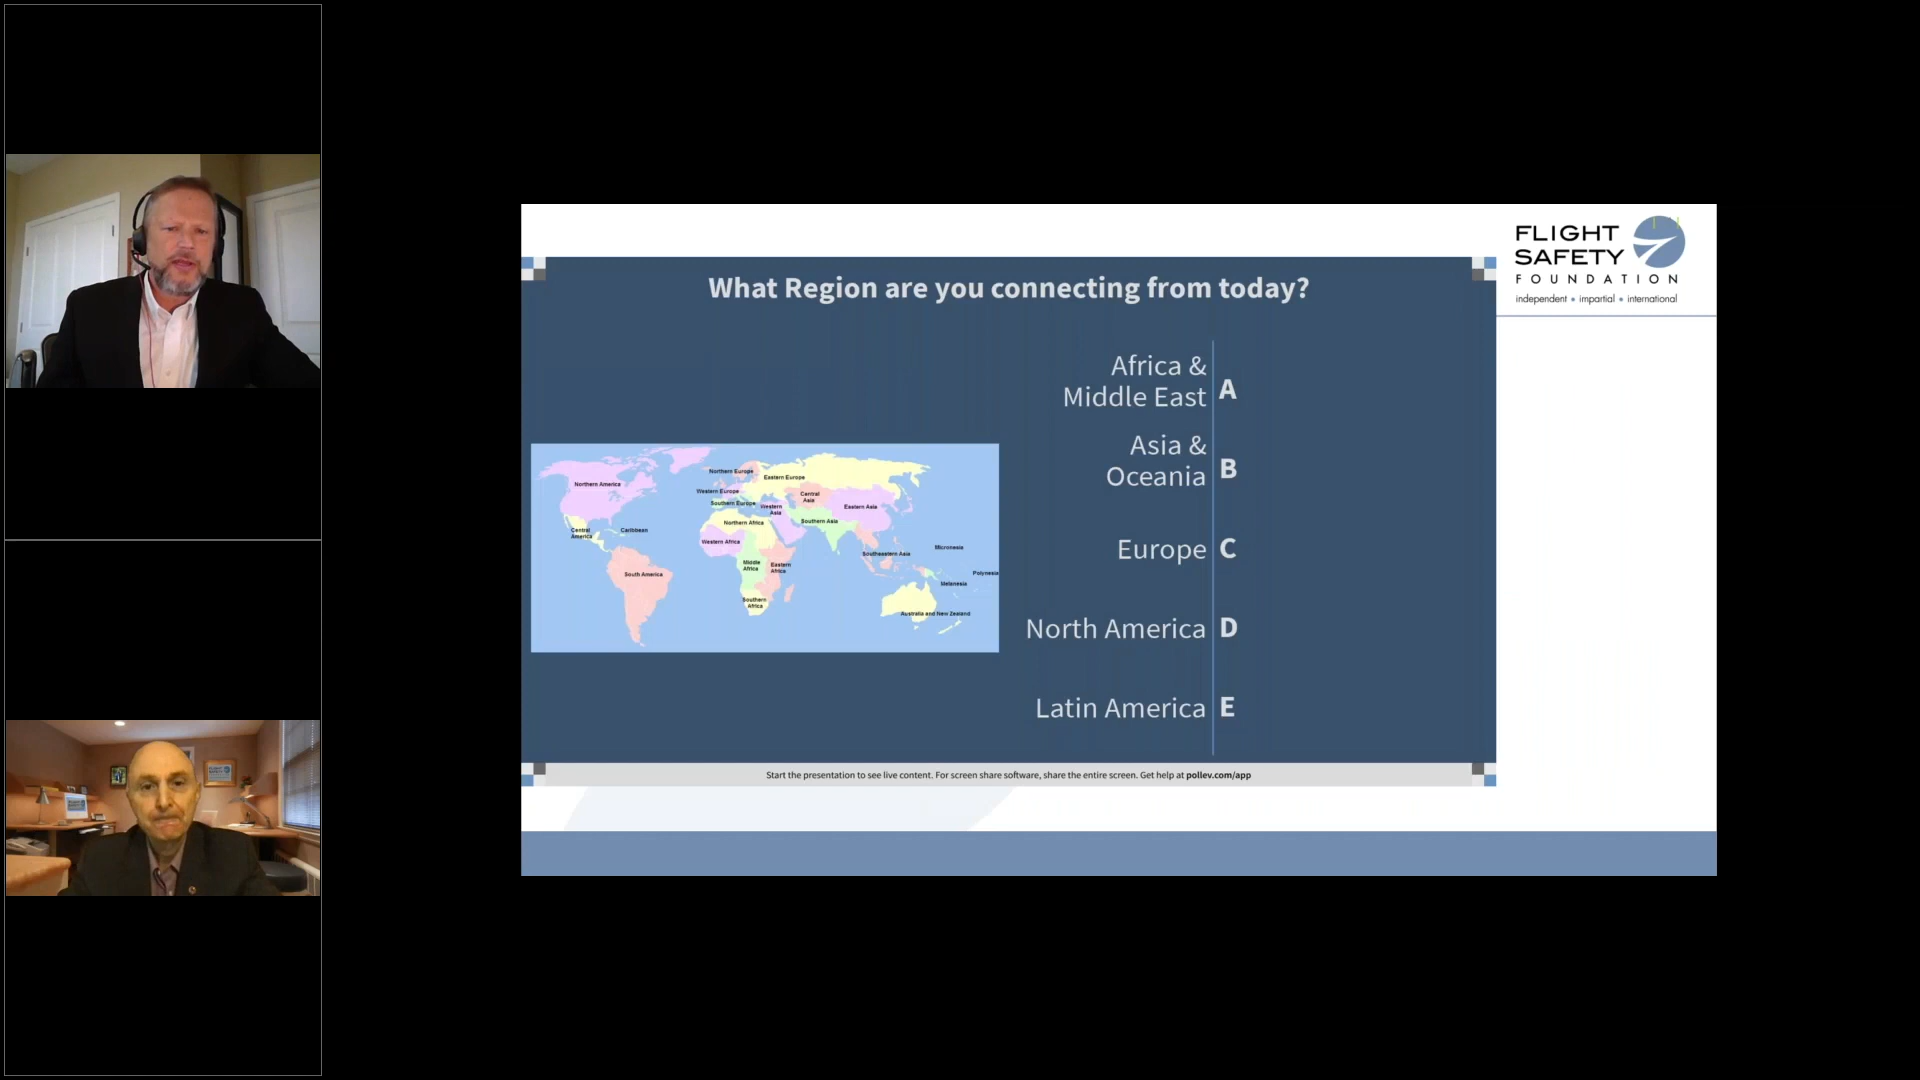 FLIGHT
SAFETY
FOUNDATION
independent • impartial • international
What Region are you connecting from today?
Africa &
Middle East A
Asia &
Oceania B
Europe C
North America D
Latin America E
Northern America
Central
America
Caribbean
South America
Northern Europe
Western Europe
Southern Europe
Eastern Europe
Western
Asia
Central
Asia
Eastern Asia
Southern Asia
Southeastern Asia
Northern Africa
Western Africa
Middle
Africa
Eastern
Africa
Southern
Africa
Micronesia
Polynesia
Melanesia
Australia and New Zealand
Start the presentation to see live content. For screen share software, share the entire screen. Get help at pollev.com/app